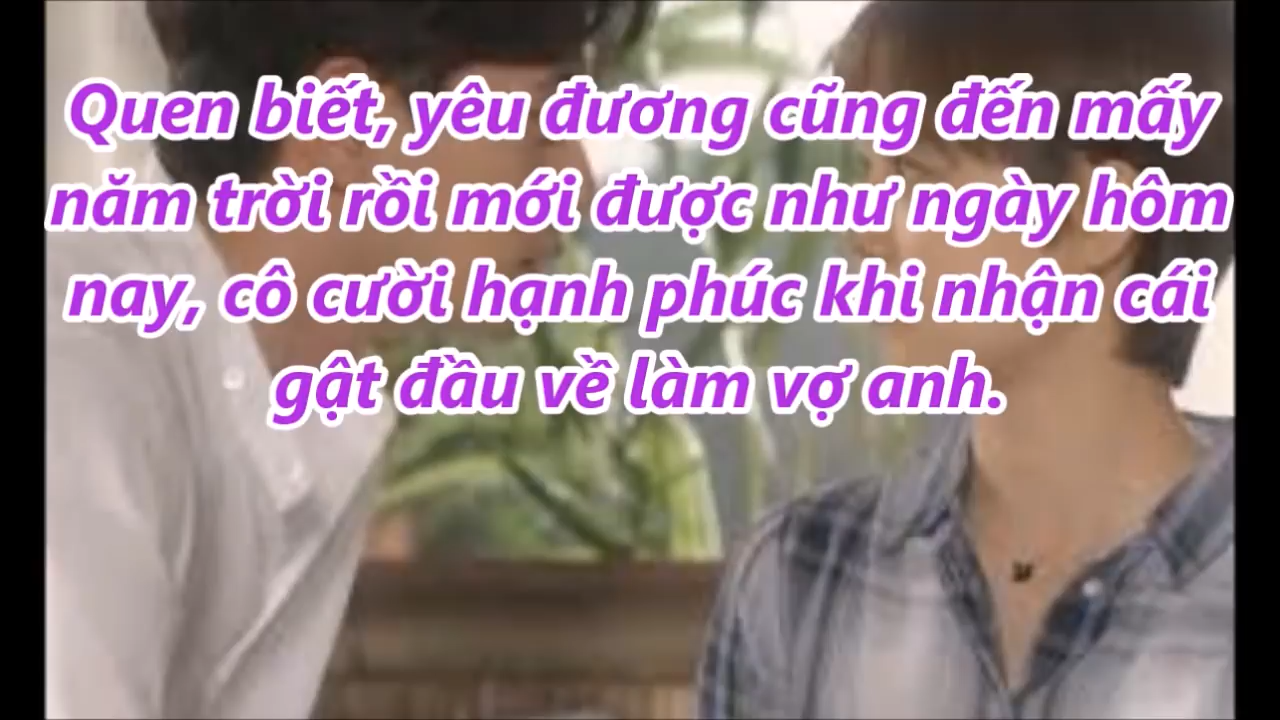 Quen biết, yêu đương cũng đến mấy
năm trời rồi mới được như ngày hôm
nay, cô cười hạnh phúc khi nhận cái
gật đầu về làm vợ anh.